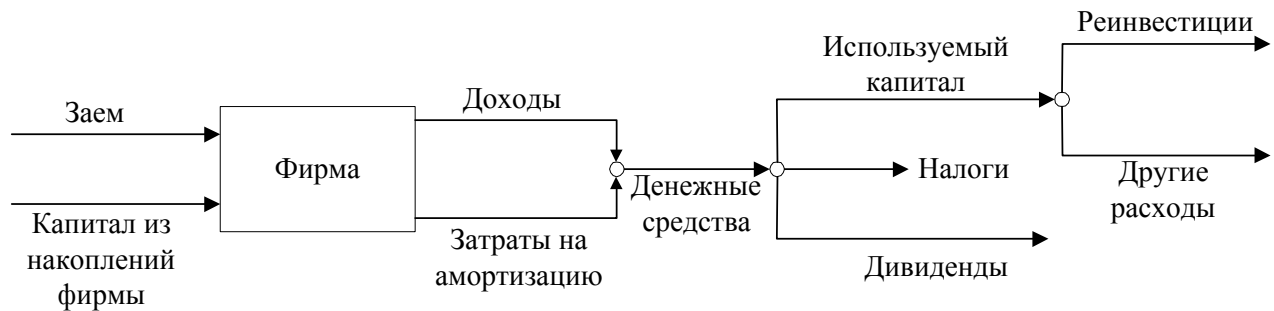 Реинвестиции
Используемый
капитал
Заем
Доходы
Фирма
Денежные
средства
Налоги
Другие
расходы
Капитал из
накоплений
фирмы
Затраты на
амортизацию
Дивиденды